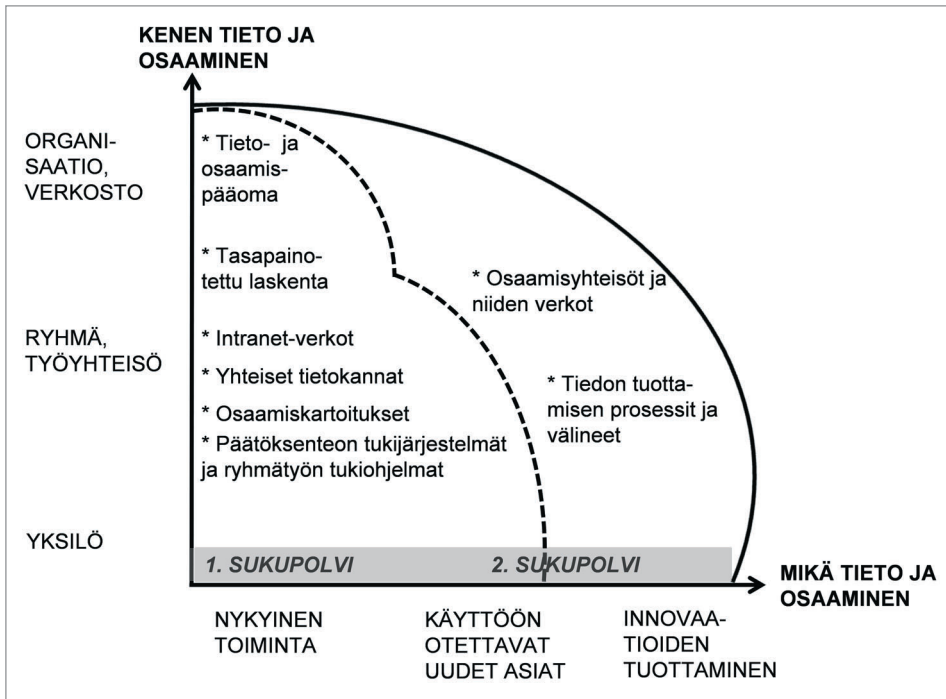 KENEN TIETO JA
OSAAMINEN
ORGANI-
SAATIO,
VERKOSTO
* Tieto- ja
osaamis-
pääoma
* Tasapaino-
tettu laskenta
* Osaamisyhteisöt ja
niiden verkot
RYHMÄ,
TYÖYHTEISÖ
* Intranet-verkot
* Yhteiset tietokannat
* Osaamiskartoitukset
* Päätöksenteon tukijärjestelmät
ja ryhmätyön tukiohjelmat
* Tiedon tuotta-
misen prosessit ja
välineet
YKSILÖ
1. SUKUPOLVI
2. SUKUPOLVI
MIKÄ TIETO JA
OSAAMINEN
NYKYINEN
TOIMINTA
KÄYTTÖÖN
OTETTAVAT
UUDET ASIAT
INNOVAA-
TIOIDEN
TUOTTAMINEN